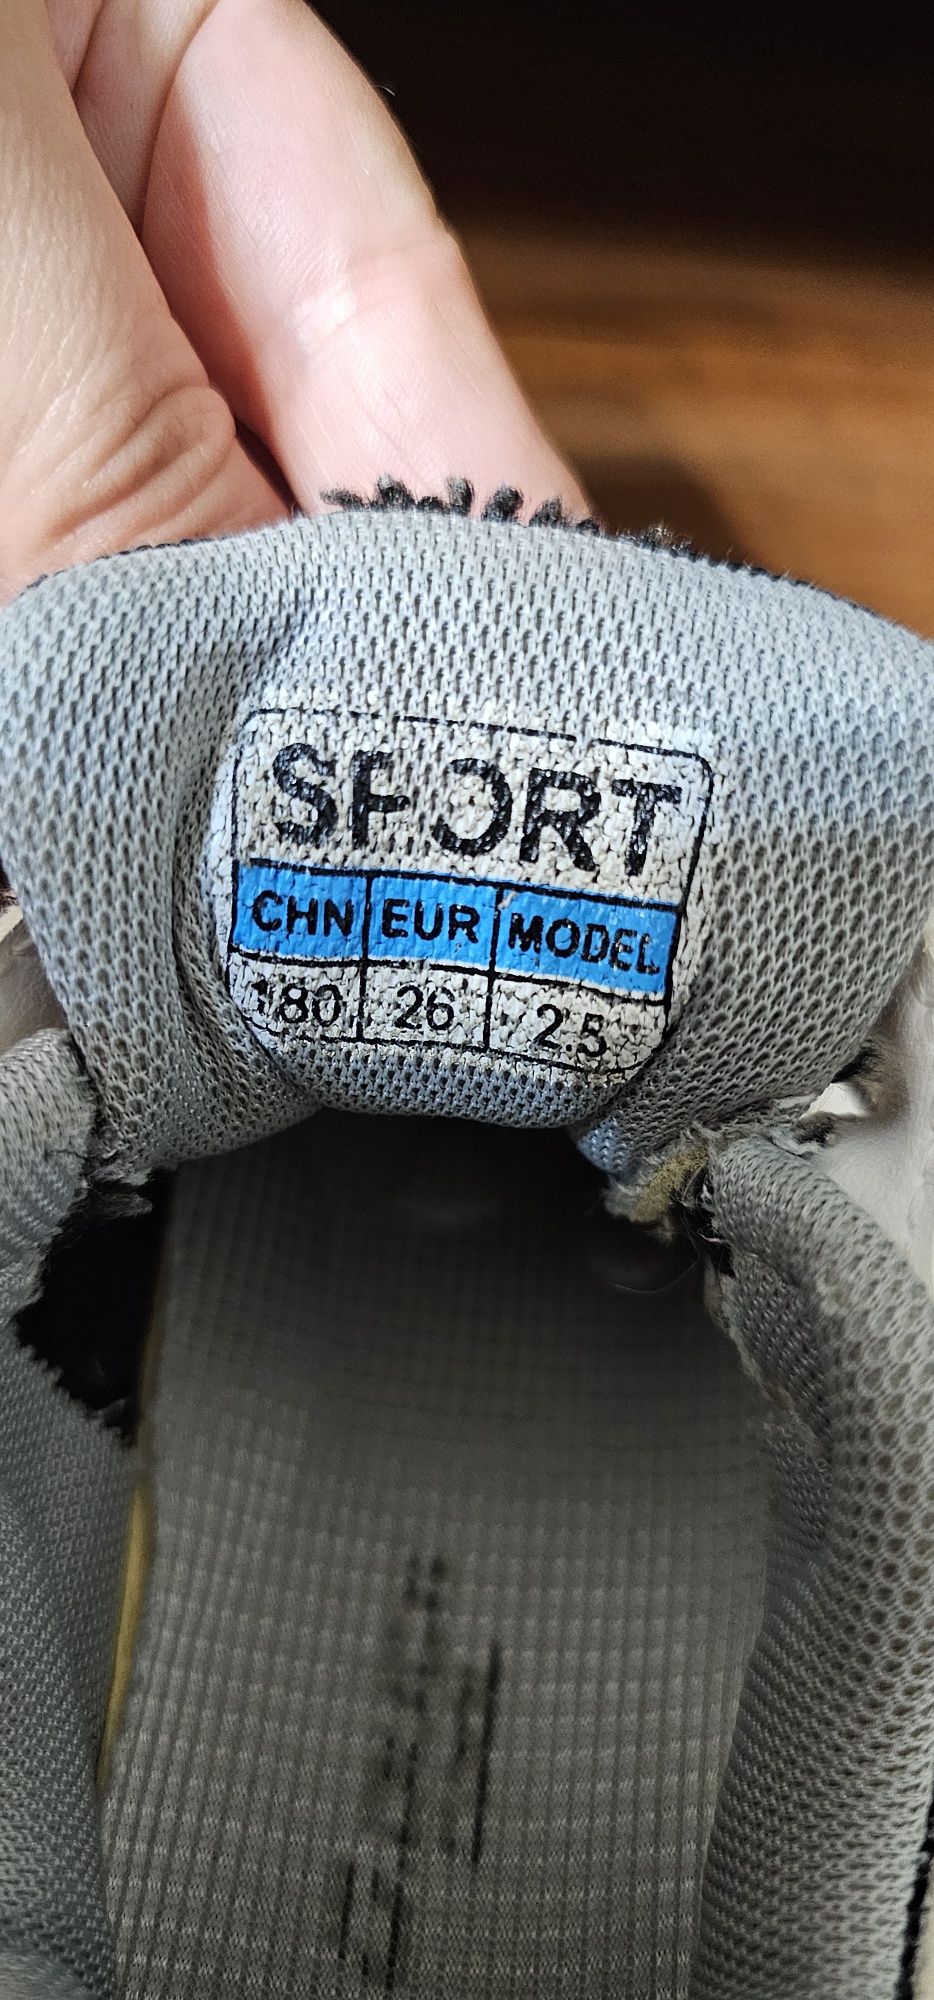 SPORT
CHN EUR MODEL
180 26 2.5